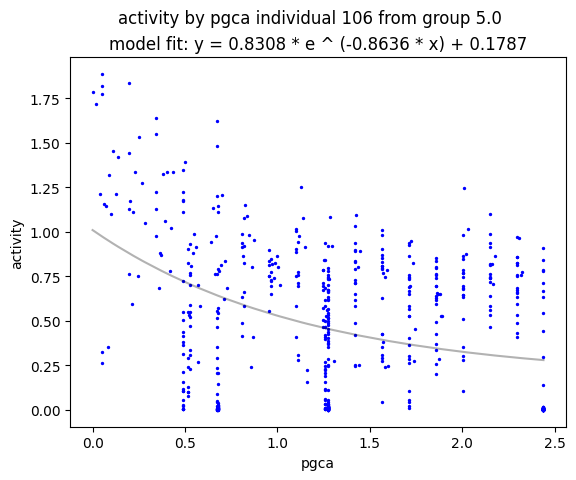 activity by pgca individual 106 from group 5.0
model fit: y = 0.8308 * e ^ (-0.8636 * x) + 0.1787
1.75
1.50
1.25
1.00
0.75
0.50
0.25
0.00
activity
0.0 0.5 1.0 1.5 2.0 2.5
pgca